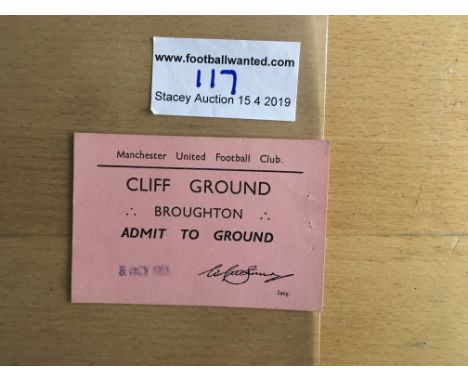 www.footballwanted.com
117
Stacey Auction 15 4 2019
Manchester United Football Club.
CLIFF GROUND
∴ BROUGHTON ∴
ADMIT TO GROUND
Secy.